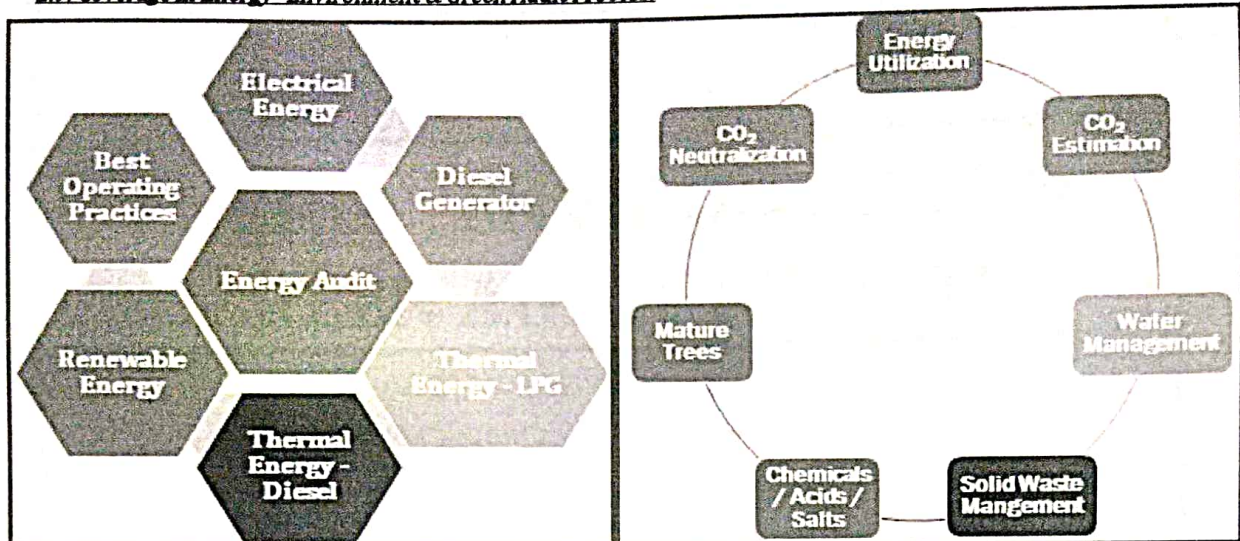 Electrical
Energy
Best
Operating
Practices
Diesel
Generator
Energy Audit
Renewable
Energy
Thermal
Energy - LPG
Thermal
Energy -
Diesel
Energy
Utilization
CO₂
Estimation
Water
Management
Solid Waste
Mangement
Chemicals
/ Acids /
Salts
Mature
Trees
CO₂
Neutralization